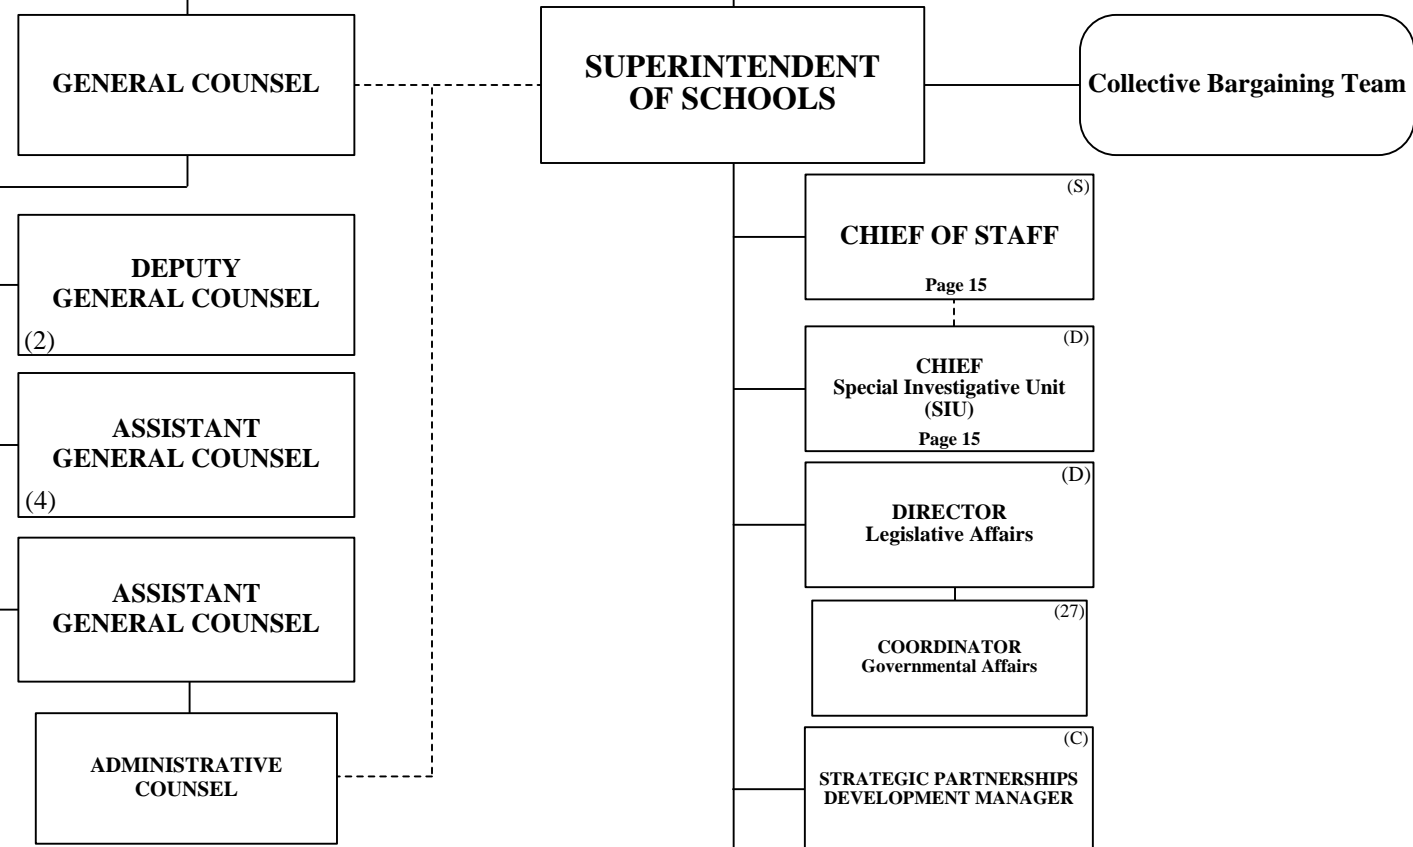 GENERAL COUNSEL
SUPERINTENDENT
OF SCHOOLS
Collective Bargaining Team
DEPUTY
GENERAL COUNSEL
(2)
ASSISTANT
GENERAL COUNSEL
(4)
ASSISTANT
GENERAL COUNSEL
ADMINISTRATIVE
COUNSEL
(S)
CHIEF OF STAFF
Page 15
(D)
CHIEF
Special Investigative Unit
(SIU)
Page 15
(D)
DIRECTOR
Legislative Affairs
(27)
COORDINATOR
Governmental Affairs
(C)
STRATEGIC PARTNERSHIPS
DEVELOPMENT MANAGER